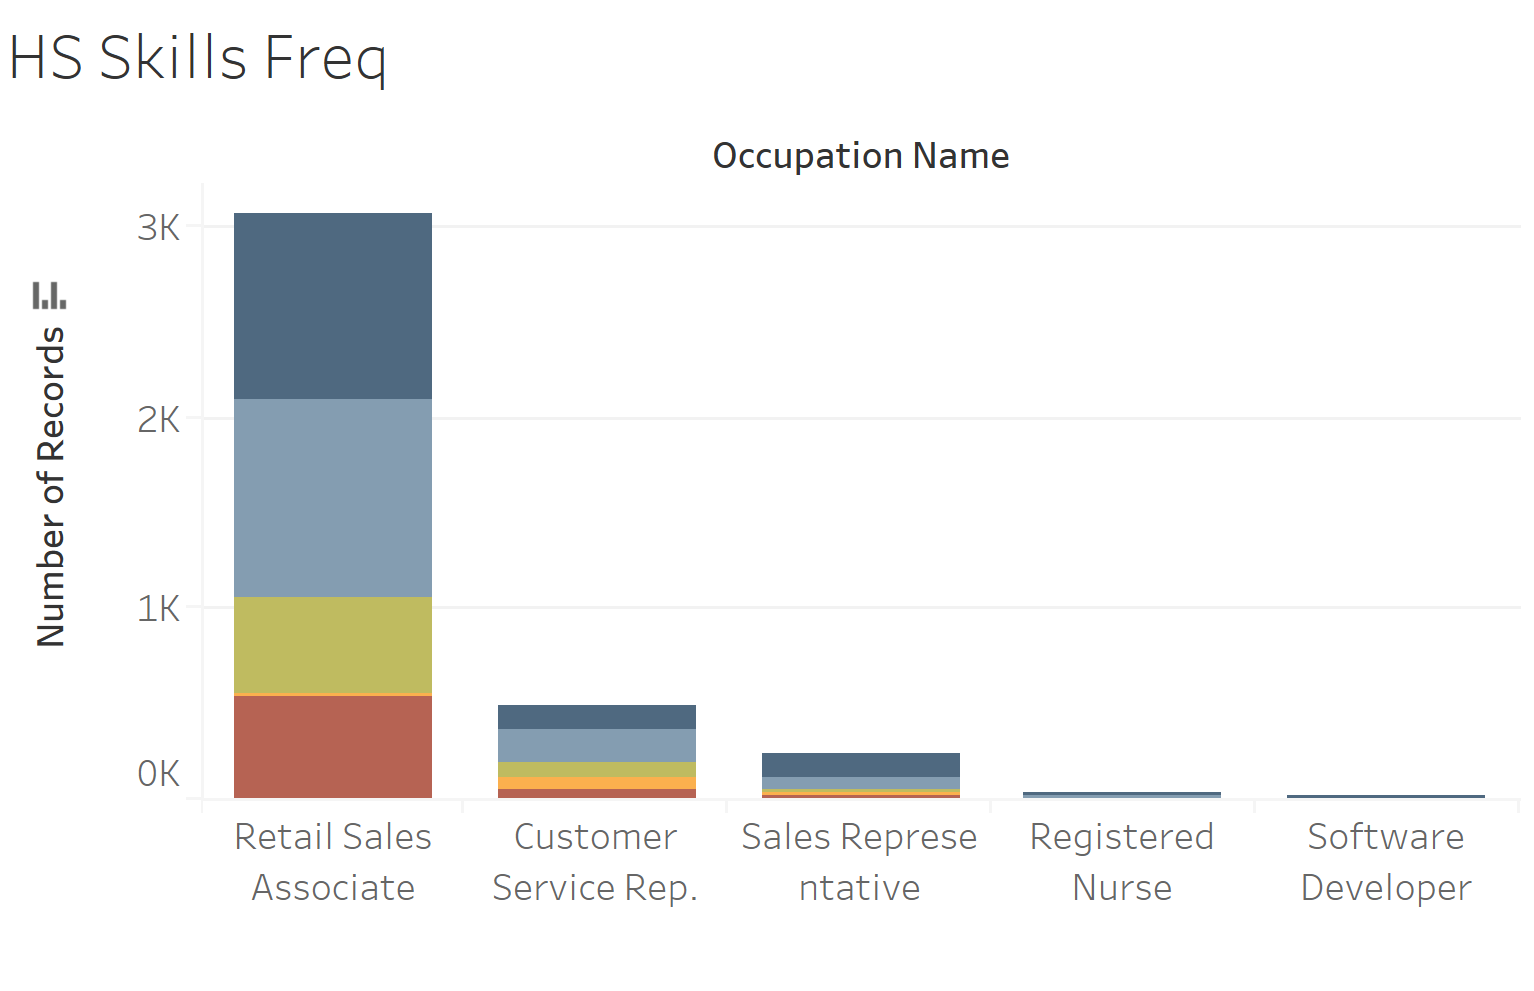 HS Skills Freq
Occupation Name
Number of Records
3K
2K
1K
0K
Retail Sales
Associate
Customer
Service Rep.
Sales Represe
ntative
Registered
Nurse
Software
Developer